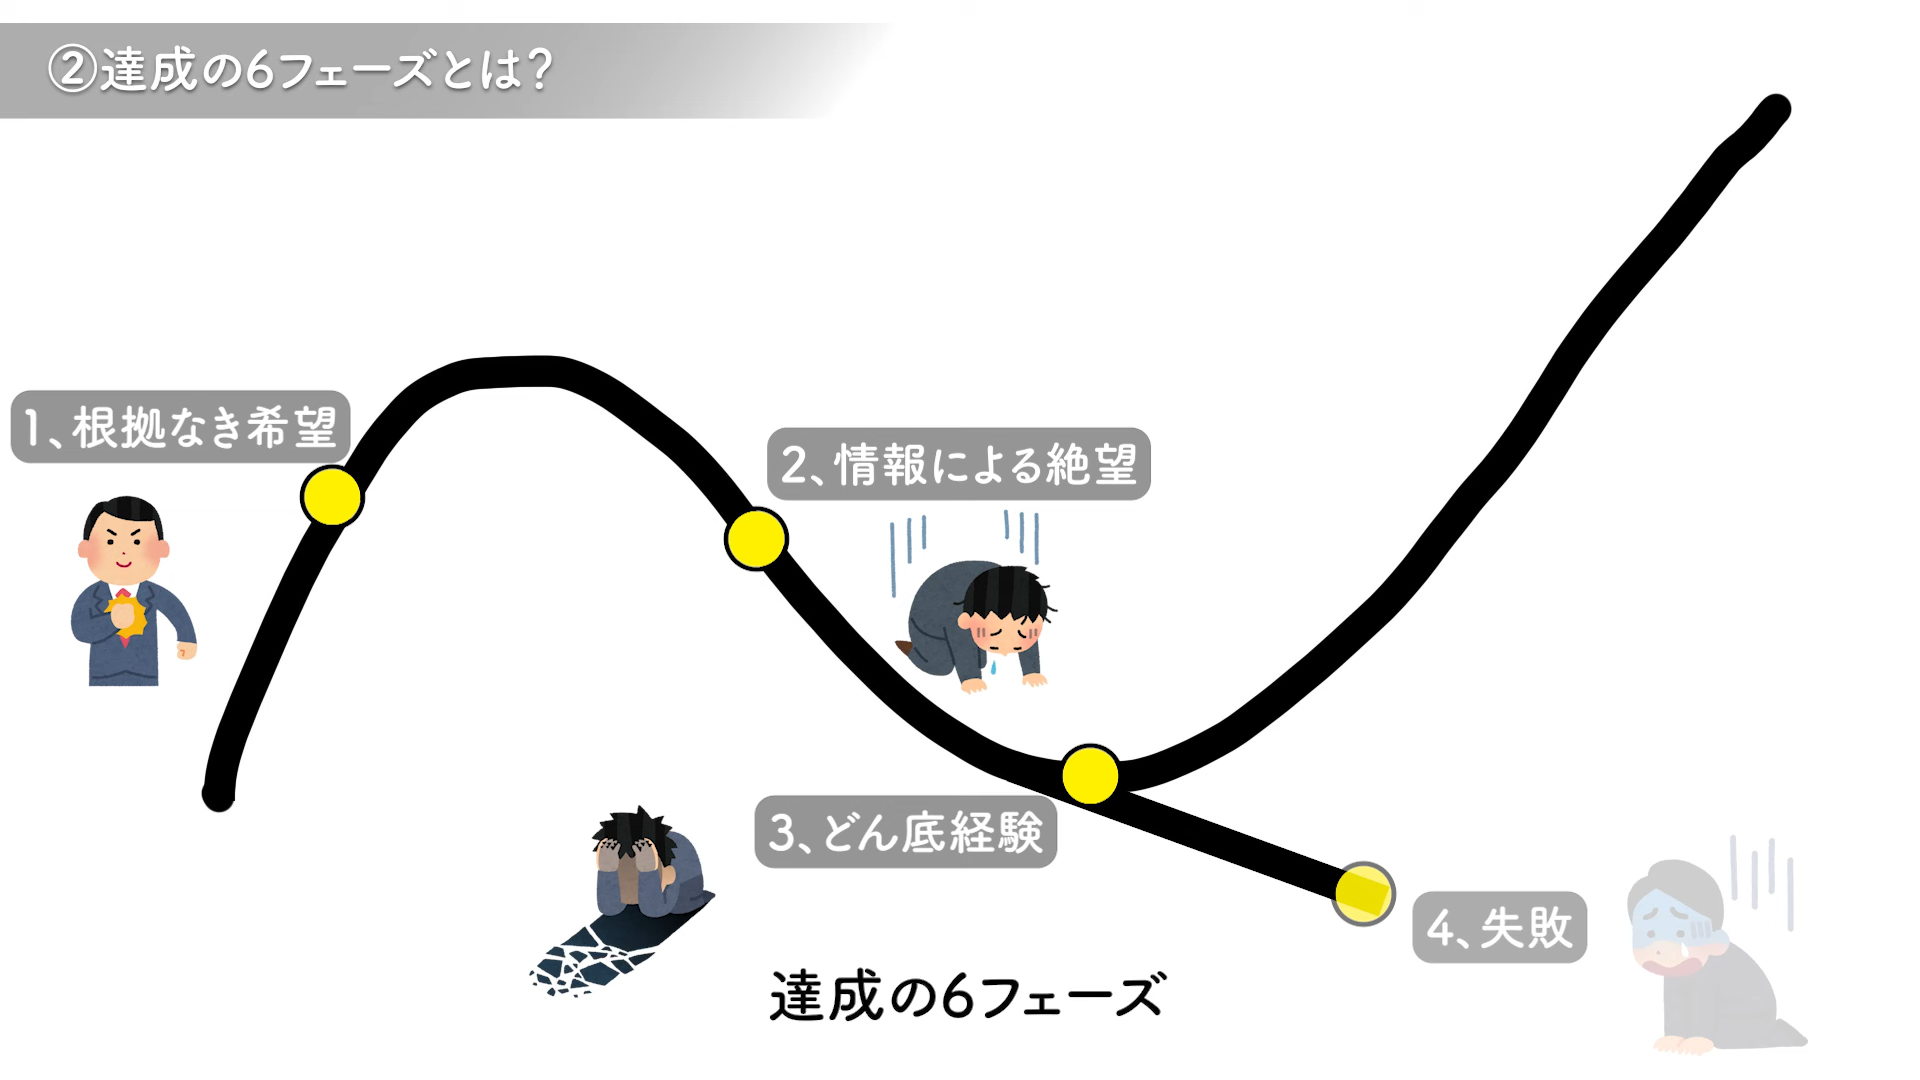 ②達成の6フェーズとは?
1、根拠なき希望
2、情報による絶望
3、どん底経験
4、失敗
達成の6フェーズ